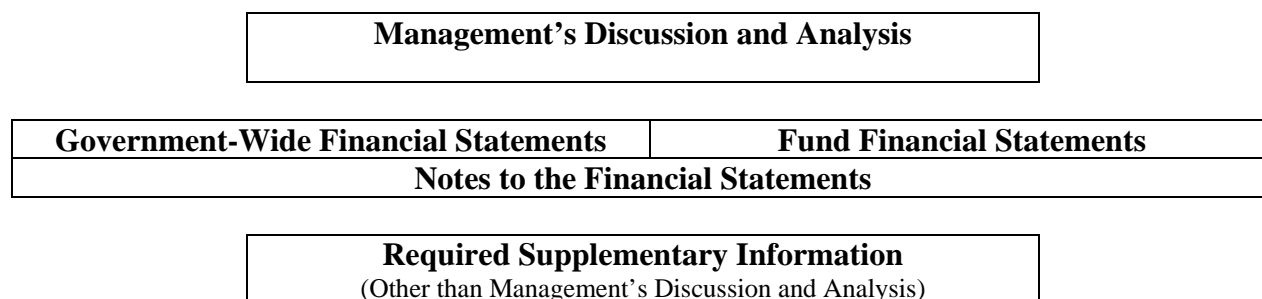 Management’s Discussion and Analysis
Government-Wide Financial Statements
Fund Financial Statements
Notes to the Financial Statements
Required Supplementary Information
(Other than Management’s Discussion and Analysis)